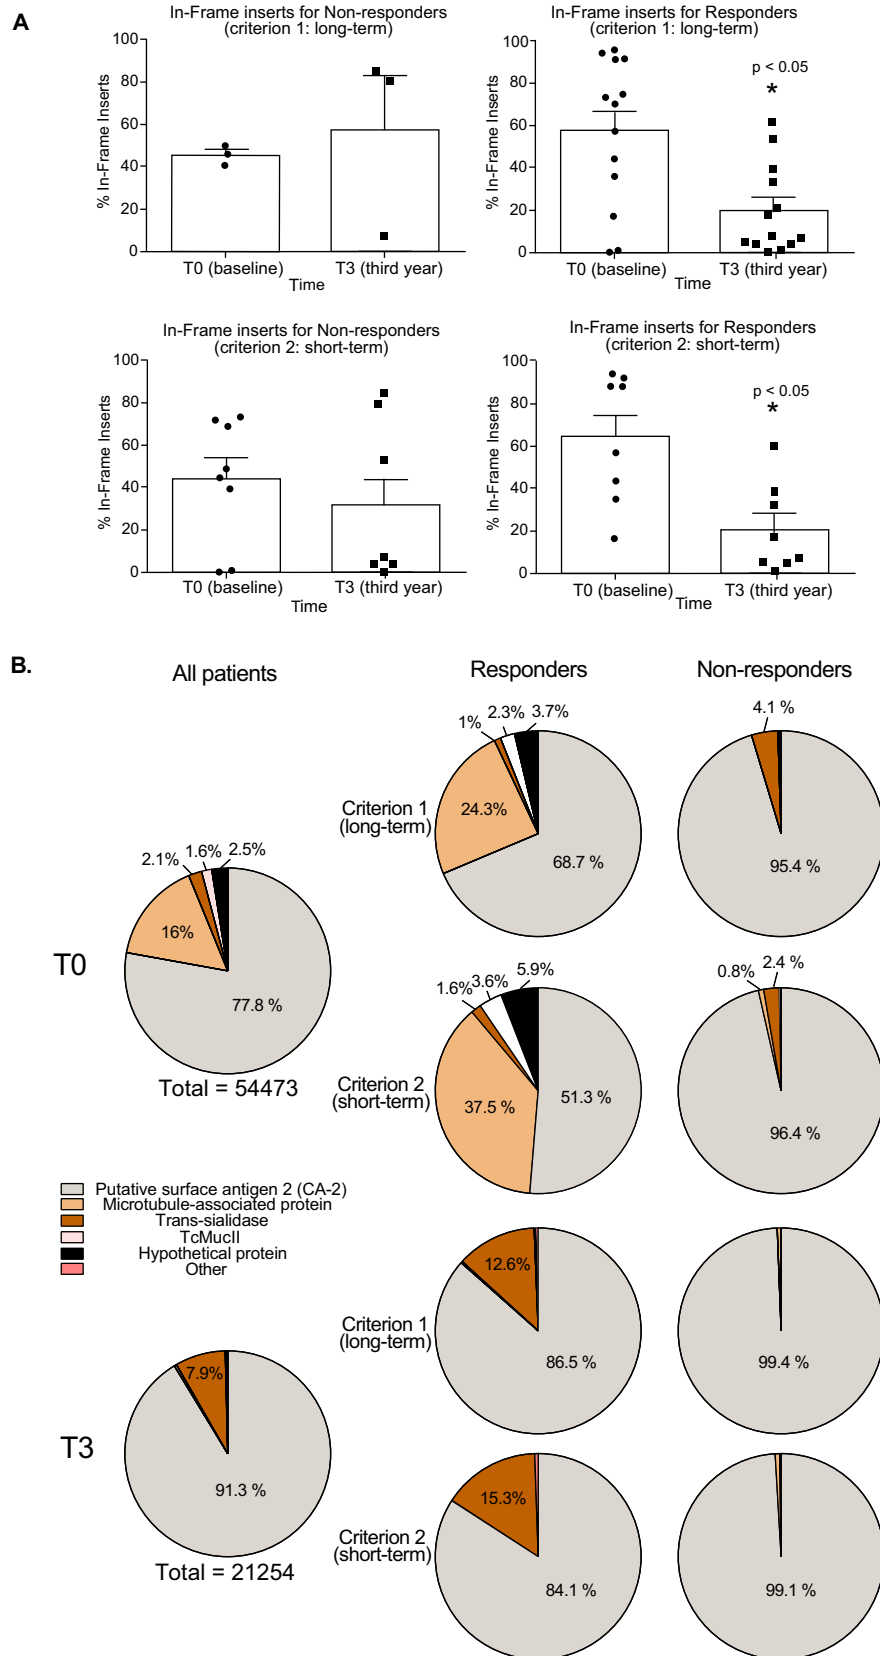 A
In-Frame inserts for Non-responders
(criterion 1: long-term)
% In-Frame Inserts
100
80
60
40
20
0
T0 (baseline)
T3 (third year)
Time
In-Frame inserts for Responders
(criterion 1: long-term)
% In-Frame Inserts
100
80
60
40
20
0
p < 0.05
*
T0 (baseline)
T3 (third year)
Time
In-Frame inserts for Non-responders
(criterion 2: short-term)
% In-Frame Inserts
100
80
60
40
20
0
T0 (baseline)
T3 (third year)
Time
In-Frame inserts for Responders
(criterion 2: short-term)
% In-Frame Inserts
100
80
60
40
20
0
p < 0.05
*
T0 (baseline)
T3 (third year)
Time
B.
All patients
Responders
Non-responders
T0
2.1%
1.6%
2.5%
16%
77.8 %
Total = 54473
Criterion 1
(long-term)
1%
2.3%
3.7%
24.3%
68.7 %
4.1 %
95.4 %
Criterion 2
(short-term)
1.6%
3.6%
5.9%
37.5 %
51.3 %
0.8%
2.4 %
96.4 %
Putative surface antigen 2 (CA-2)
Microtubule-associated protein
Trans-sialidase
TcMucII
Hypothetical protein
Other
T3
7.9%
91.3 %
Total = 21254
Criterion 1
(long-term)
12.6%
86.5 %
99.4 %
Criterion 2
(short-term)
15.3%
84.1 %
99.1 %